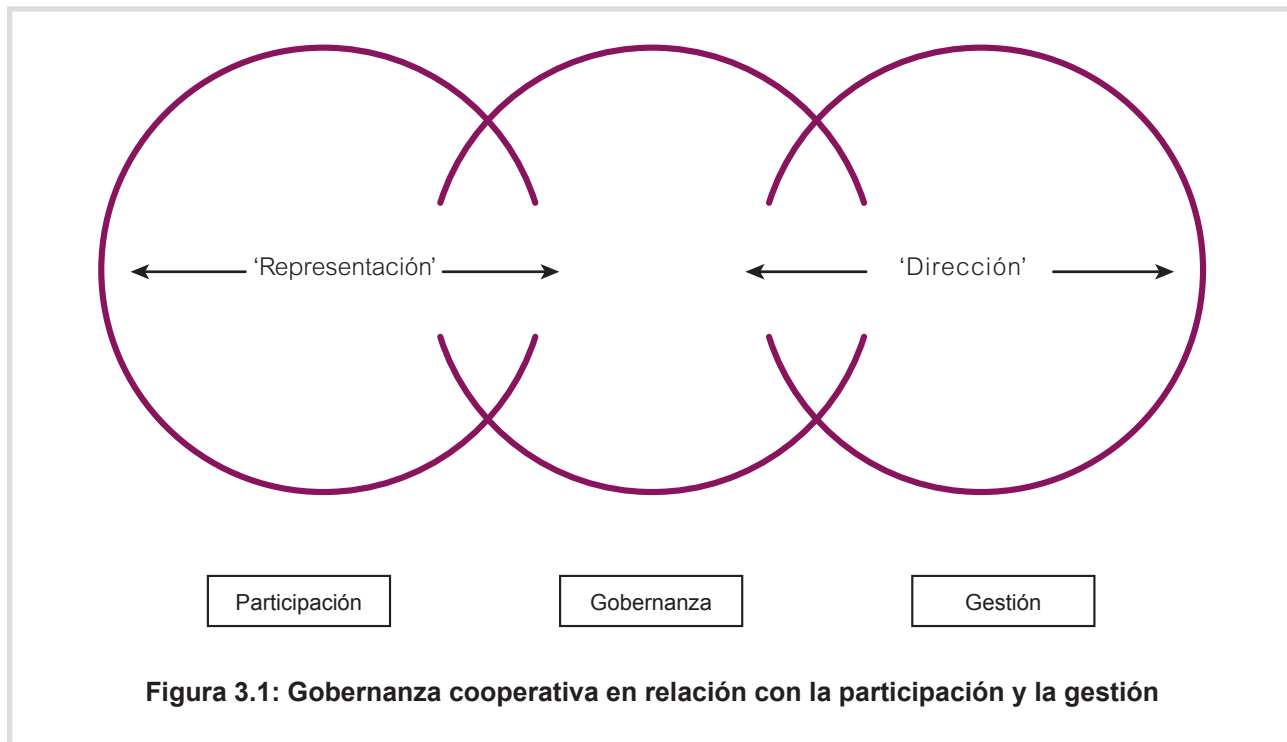 ‘Representación’
‘Dirección’
Participación
Gobernanza
Gestión
Figura 3.1: Gobernanza cooperativa en relación con la participación y la gestión